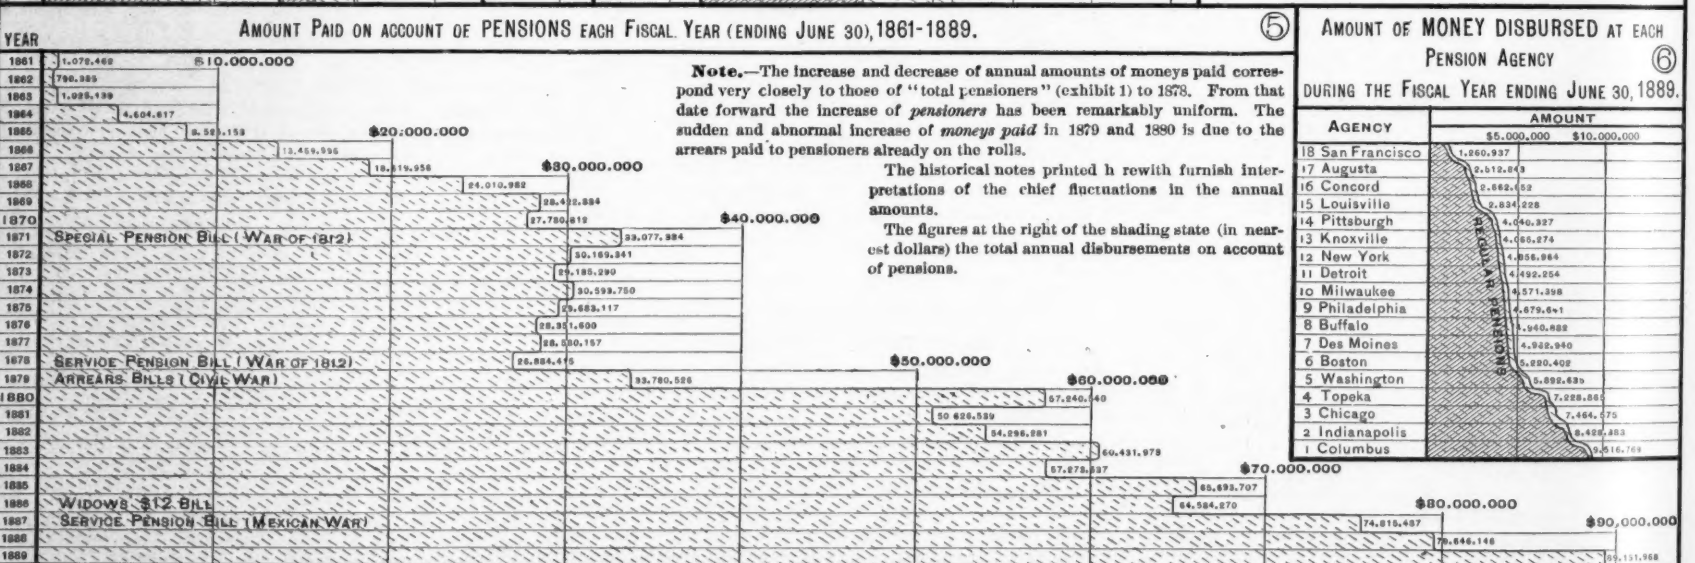 AMOUNT PAID ON ACCOUNT OF PENSIONS EACH FISCAL YEAR (ENDING JUNE 30), 1861-1889.
5
YEAR
1861 1.072.462 $10.000.000
1862 790.385
1863 1.025.139
1864 4.504.617
1865 8.525.153 $20.000.000
1866 13.459.996
1867 18.619.956 $30.000.000
1868 24.010.982
1869 28.422.884
1870 27.780.812 $40.000.000
1871 SPECIAL PENSION BILL (WAR OF 1812) 33.077.384
1872 30.169.341
1873 29.185.290
1874 30.593.750
1875 29.683.117
1876 28.351.600
1877 28.580.157
1878 SERVICE PENSION BILL (WAR OF 1812) 26.884.415 $50.000.000
1879 ARREARS BILLS (CIVIL WAR) 33.780.526 $60.000.000
1880 57.240.540
1881 50.626.539
1882 54.296.281
1883 60.431.973
1884 57.273.537 $70.000.000
1885 65.693.707
1886 WIDOWS' $12 BILL 64.584.270 $80.000.000
1887 SERVICE PENSION BILL (MEXICAN WAR) 74.815.487 $90,000.000
1888 78.646.146
1889 89.151.968
Note.—The increase and decrease of annual amounts of moneys paid corres-
pond very closely to those of "total pensioners" (exhibit 1) to 1878. From that
date forward the increase of pensioners has been remarkably uniform. The
sudden and abnormal increase of moneys paid in 1879 and 1880 is due to the
arrears paid to pensioners already on the rolls.
The historical notes printed h rewith furnish inter-
pretations of the chief fluctuations in the annual
amounts.
The figures at the right of the shading state (in near-
est dollars) the total annual disbursements on account
of pensions.
AMOUNT OF MONEY DISBURSED AT EACH
PENSION AGENCY
6
DURING THE FISCAL YEAR ENDING JUNE 30, 1889.
AGENCY AMOUNT
$5.000,000 $10.000,000
18 San Francisco 1.260.937
17 Augusta 2.512.843
16 Concord
15 Louisville 2.834.228
14 Pittsburgh 4.040.327
13 Knoxville 4.065.274
12 New York
11 Detroit 4.492.254
10 Milwaukee 4.571.398
9 Philadelphia 4.679.641
8 Buffalo 4.940.882
7 Des Moines 4.982.940
6 Boston 5.220.402
5 Washington 5.892.635
4 Topeka
3 Chicago 7.464.575
2 Indianapolis 8.428.383
1 Columbus 9.516.769
REGULAR PENSIONS